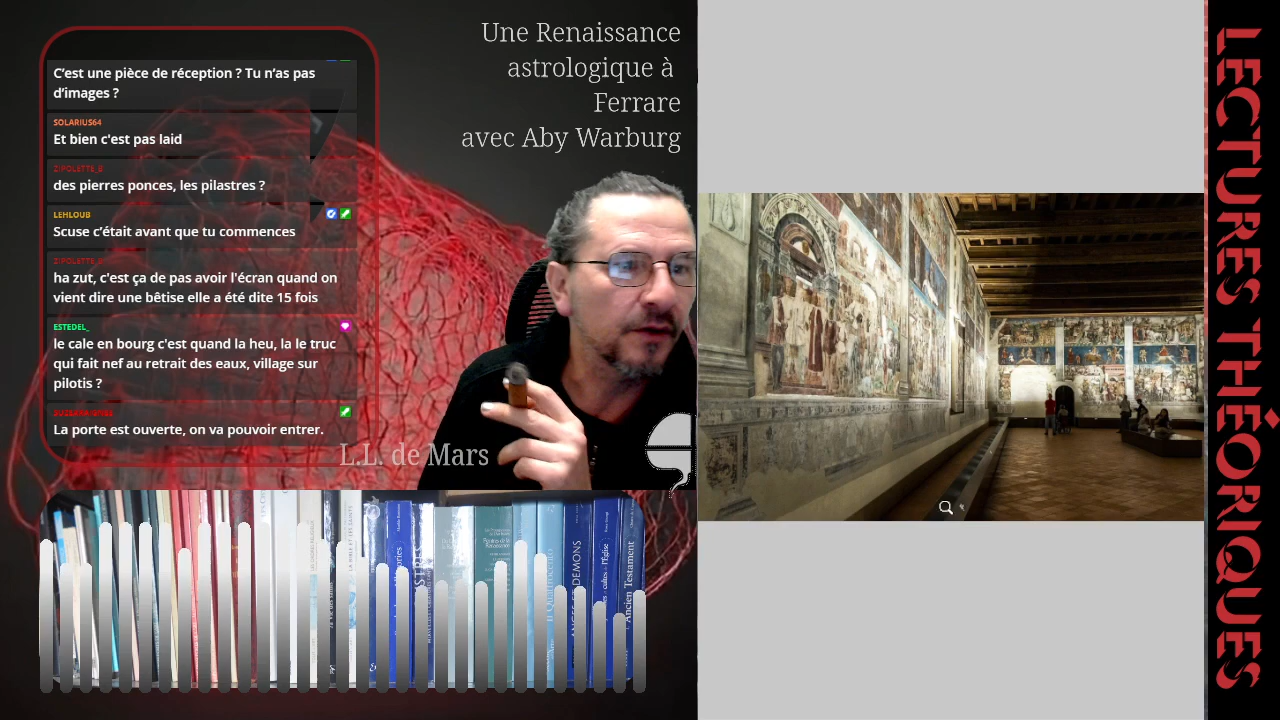 Une Renaissance
astrologique à
Ferrare
avec Aby Warburg
C'est une pièce de réception ? Tu n'as pas
d'images ?
SOLARIUS64
Et bien c'est pas laid
ZIPOLETTE_B
des pierres ponces, les pilastres ?
LEHLOUB
Scuse c'était avant que tu commences
ha zut, c'est ça de pas avoir l'écran quand on
vient dire une bêtise elle a été dite 15 fois
ESTEDEL_
le cale en bourg c'est quand la heu, la le truc
qui fait nef au retrait des eaux, village sur
pilotis ?
La porte est ouverte, on va pouvoir entrer.
L.L. de Mars
Ancien Testament
LECTURES THÉORIQUES